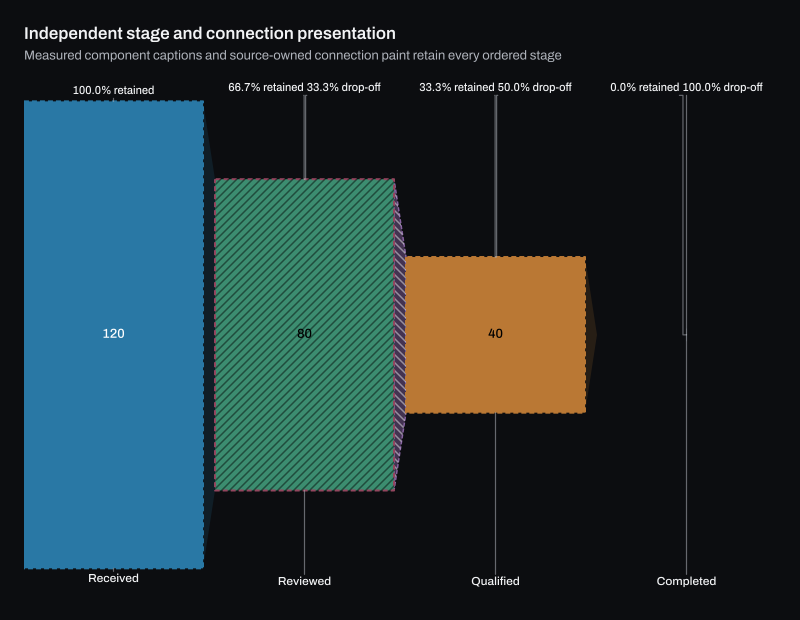 Independent stage and connection presentation
Measured component captions and source-owned connection paint retain every ordered stage
100.0% retained
66.7% retained 33.3% drop-off
33.3% retained 50.0% drop-off
0.0% retained 100.0% drop-off
120
80
40
Received
Reviewed
Qualified
Completed